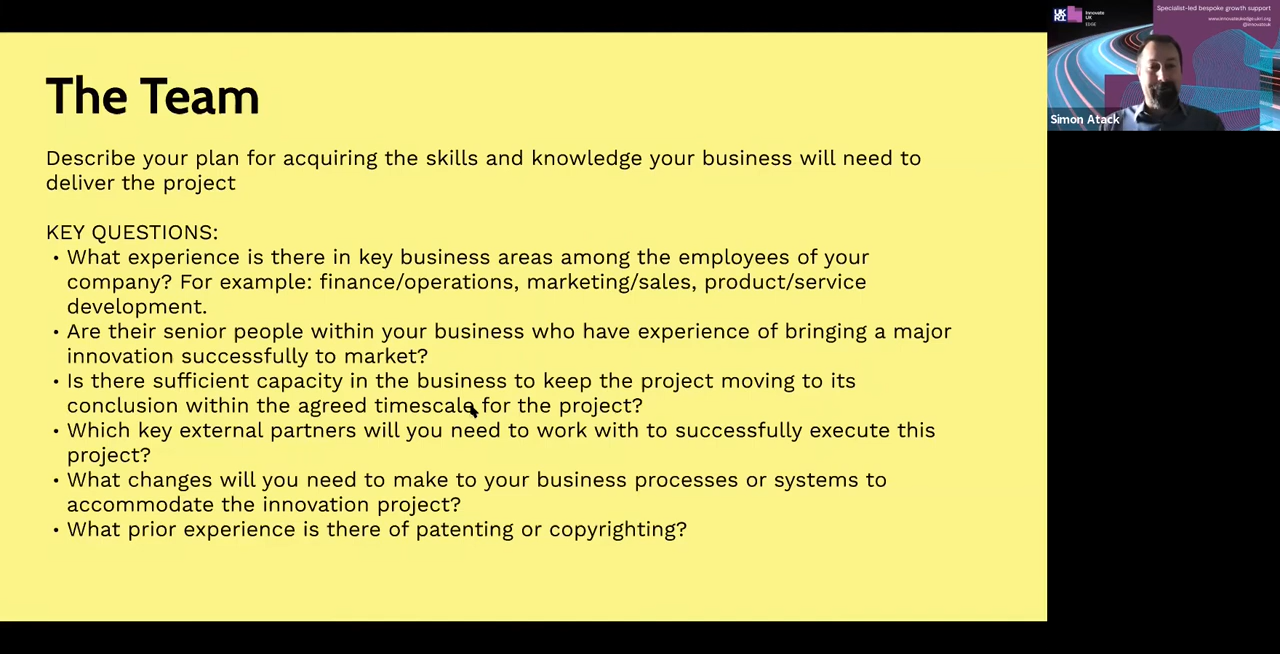 The Team
Describe your plan for acquiring the skills and knowledge your business will need to
deliver the project
KEY QUESTIONS:
• What experience is there in key business areas among the employees of your
company? For example: finance/operations, marketing/sales, product/service
development.
• Are their senior people within your business who have experience of bringing a major
innovation successfully to market?
• Is there sufficient capacity in the business to keep the project moving to its
conclusion within the agreed timescale for the project?
• Which key external partners will you need to work with to successfully execute this
project?
• What changes will you need to make to your business processes or systems to
accommodate the innovation project?
• What prior experience is there of patenting or copyrighting?
UK
RI
Innovate
UK
EDGE
Specialist-led bespoke growth support
www.innovateukedge.ukri.org
@innovateuk
Simon Atack